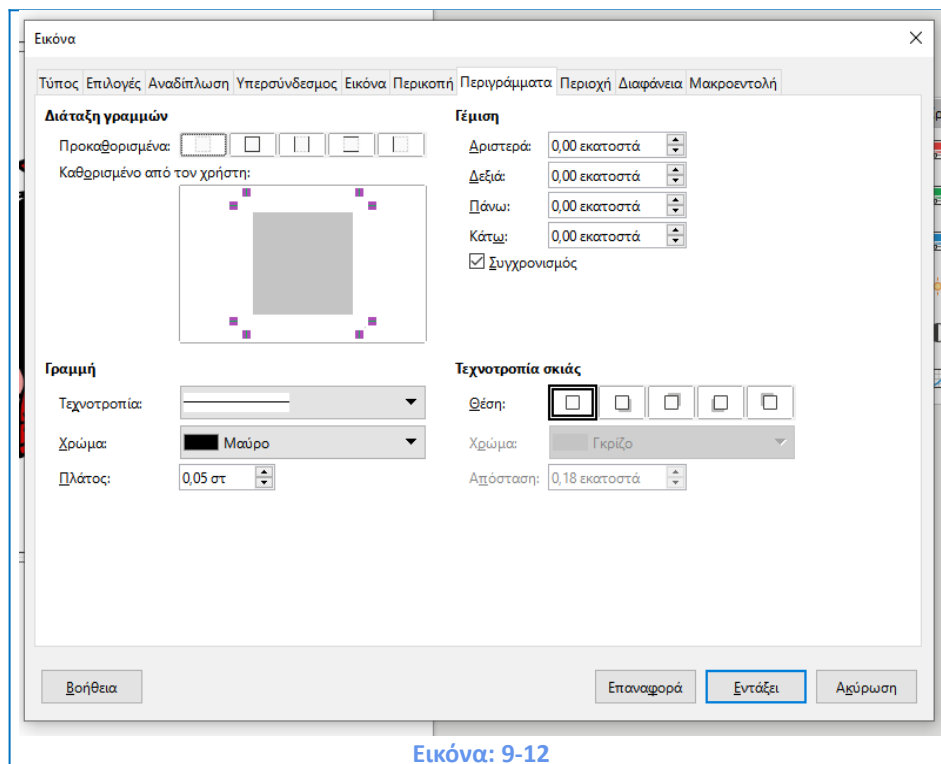 Εικόνα
Τύπος Επιλογές Αναδίπλωση Υπερσύνδεσμος Εικόνα Περικοπή Περιγράμματα Περιοχή Διαφάνεια Μακροεντολή
Διάταξη γραμμών
Προκαθορισμένα:
Καθορισμένο από τον χρήστη:
Γέμιση
Αριστερά: 0,00 εκατοστά
Δεξιά: 0,00 εκατοστά
Πάνω: 0,00 εκατοστά
Κάτω: 0,00 εκατοστά
Συγχρονισμός
Γραμμή
Τεχνοτροπία:
Χρώμα: Μαύρο
Πλάτος: 0,05 στ
Τεχνοτροπία σκιάς
Θέση:
Χρώμα: Γκρίζο
Απόσταση: 0,18 εκατοστά
Βοήθεια Επαναφορά Εντάξει Ακύρωση
Εικόνα: 9-12